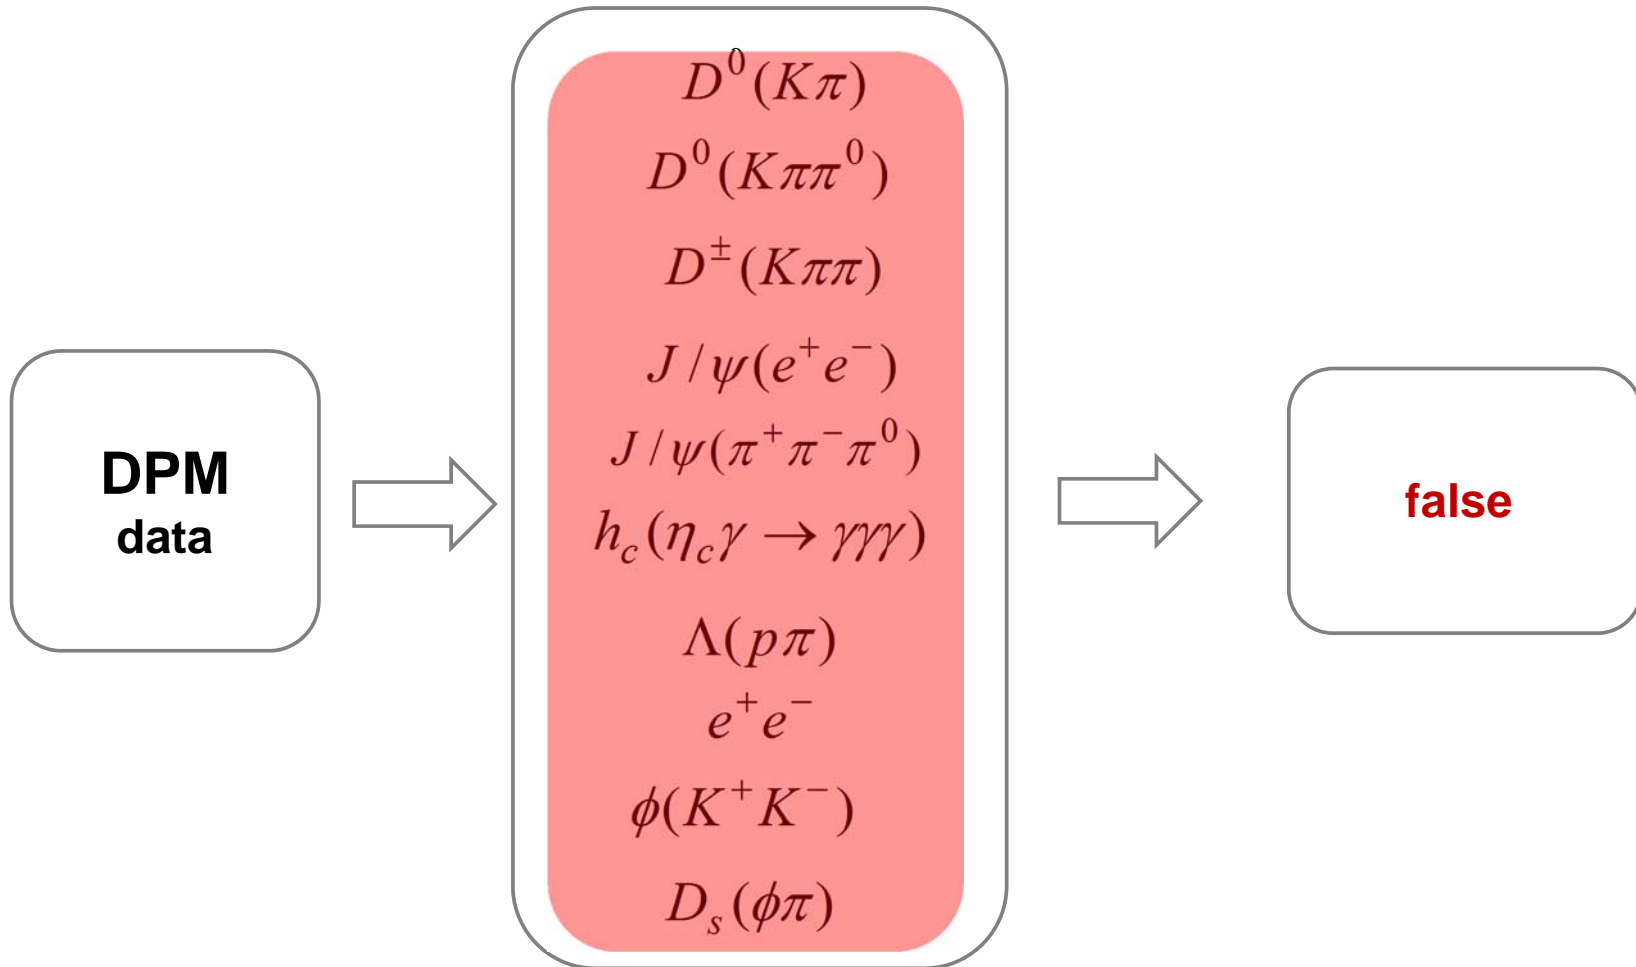 DPM
data
D⁰(Kπ)
D⁰(Kππ⁰)
D^±(Kππ)
J/ψ(e⁺e⁻)
J/ψ(π⁺π⁻π⁰)
h_c(η_cγ → γγγ)
Λ(pπ)
e⁺e⁻
ϕ(K⁺K⁻)
D_s(ϕπ)
false